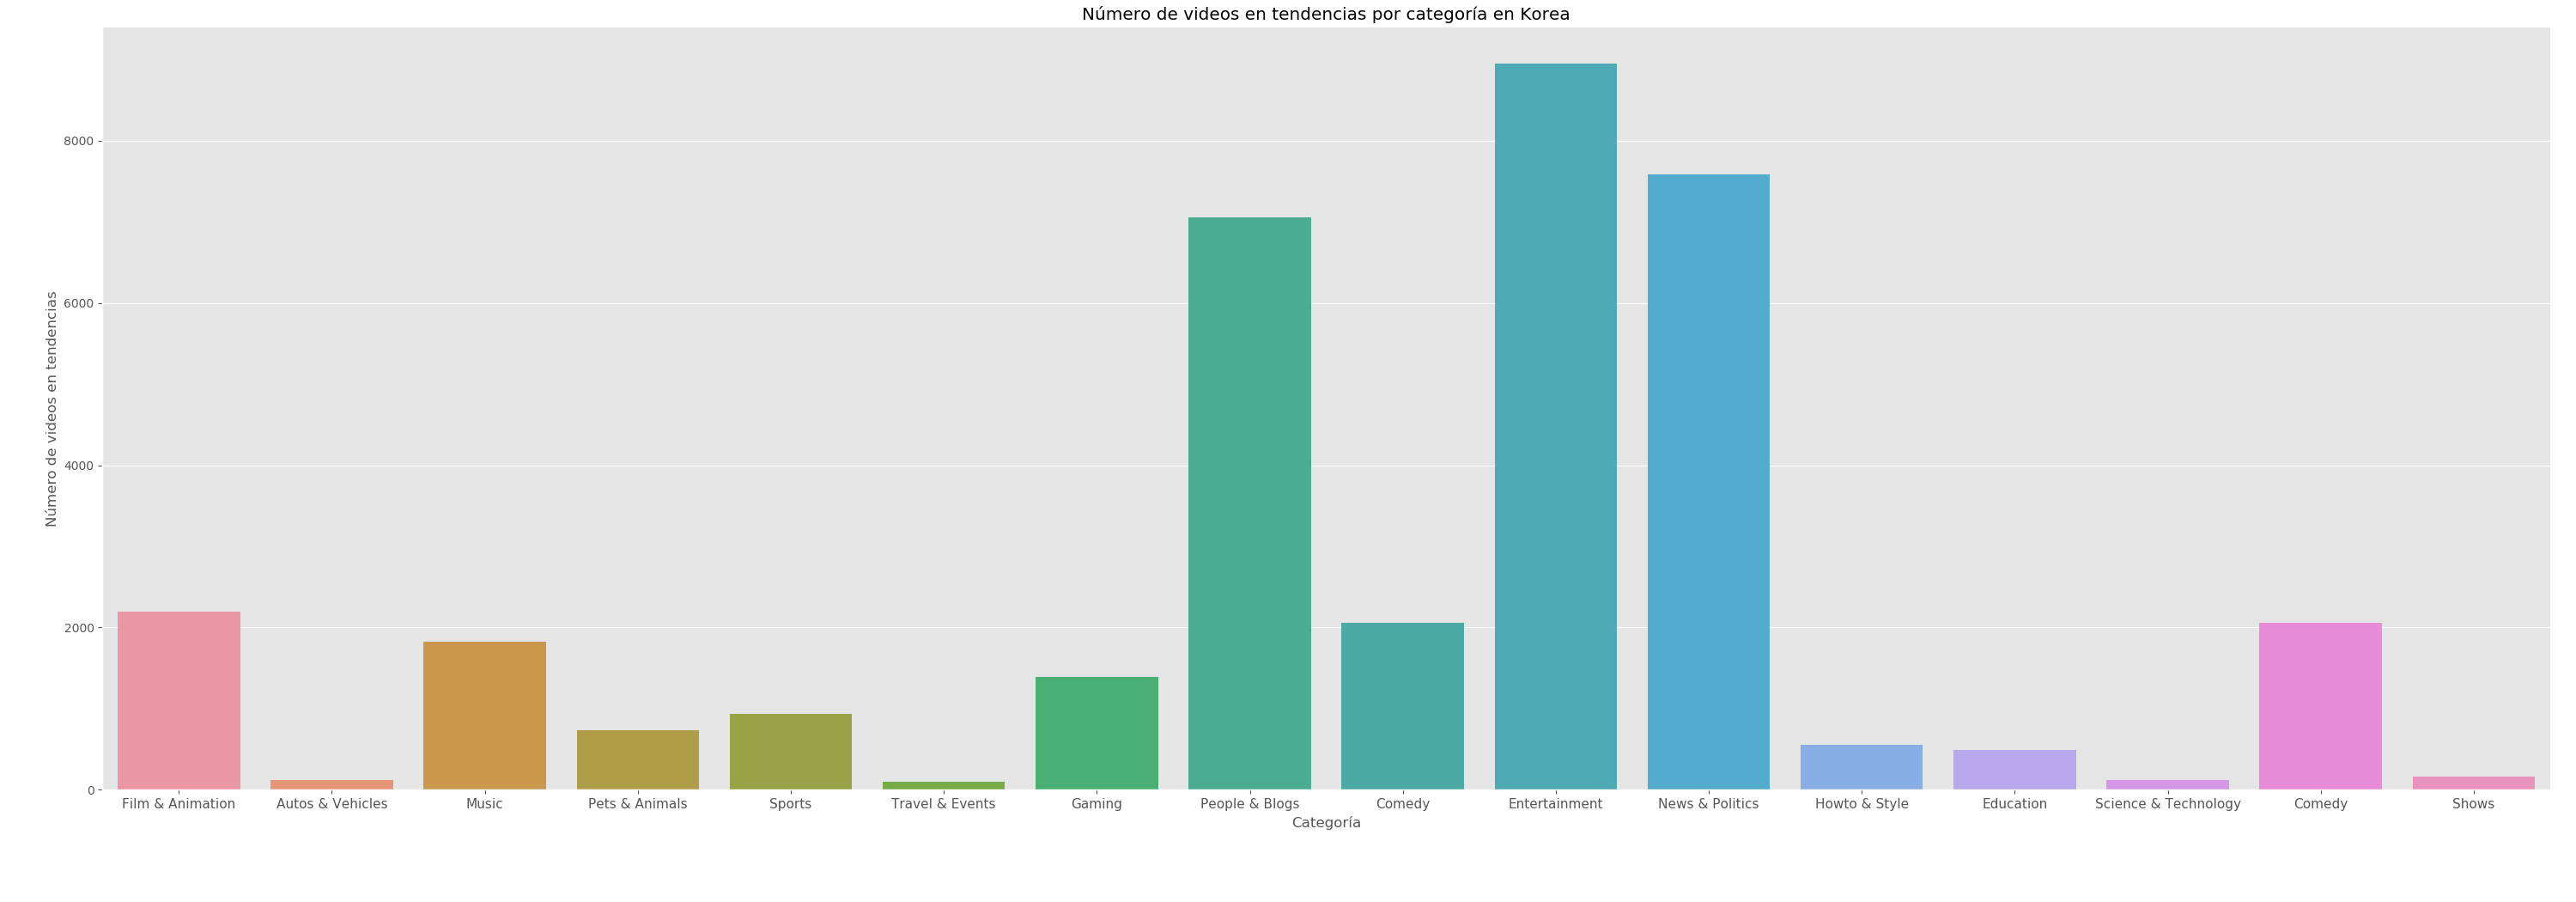 Número de videos en tendencias por categoría en Korea
Número de videos en tendencias
8000
6000
4000
2000
0
Film & Animation
Autos & Vehicles
Music
Pets & Animals
Sports
Travel & Events
Gaming
People & Blogs
Comedy
Entertainment
News & Politics
Howto & Style
Education
Science & Technology
Comedy
Shows
Categoría